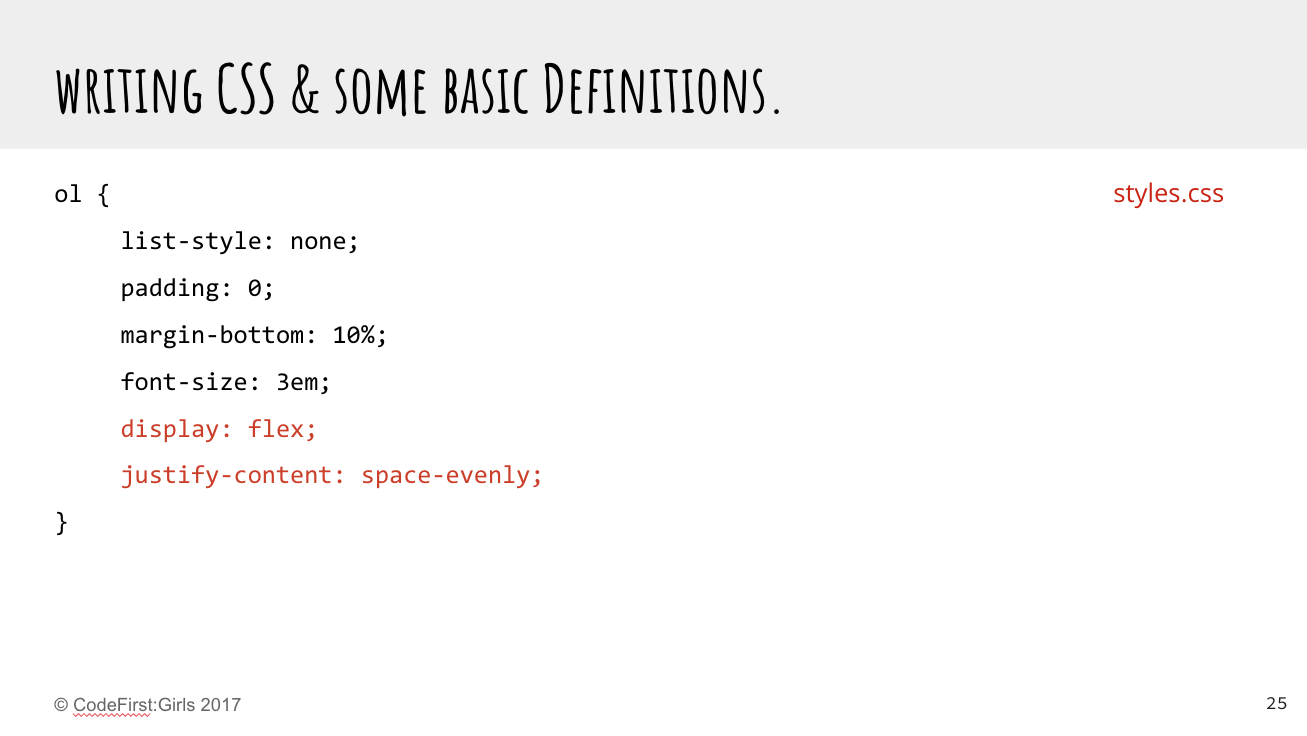 WRITING CSS & SOME BASIC DEFINITIONS.
ol {
styles.css
list-style: none;
padding: 0;
margin-bottom: 10%;
font-size: 3em;
display: flex;
justify-content: space-evenly;
}
© CodeFirst:Girls 2017
25